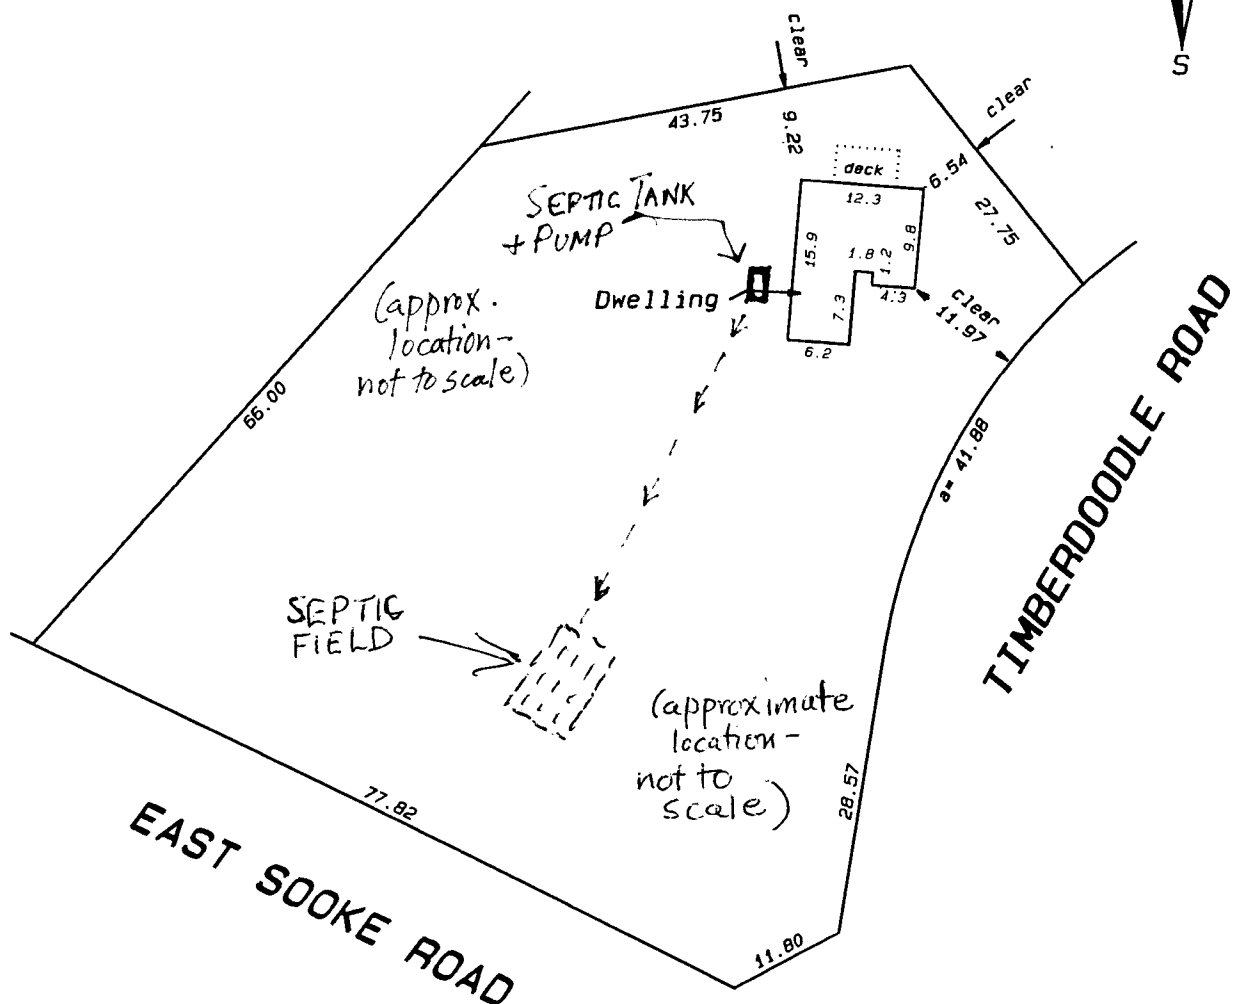 S
clear
clear
43.75
9.22
deck
6.54
27.75
12.3
SEPTIC TANK
+ PUMP
15.9
9.8
1.8
1.2
4.3
7.3
6.2
Dwelling
clear
11.97
(approx.
location-
not to scale)
66.00
a= 41.88
TIMBERDOODLE ROAD
SEPTIC
FIELD
(approximate
location-
not to
scale)
28.57
77.82
11.80
EAST SOOKE ROAD